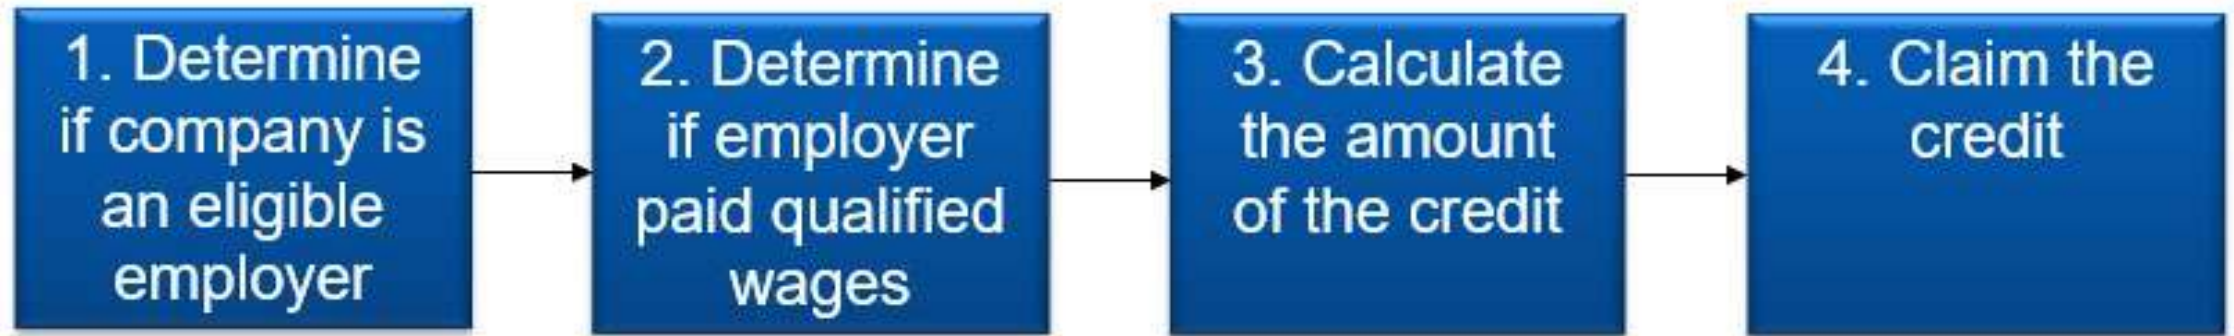 1. Determine
if company is
an eligible
employer
2. Determine
if employer
paid qualified
wages
3. Calculate
the amount
of the credit
4. Claim the
credit